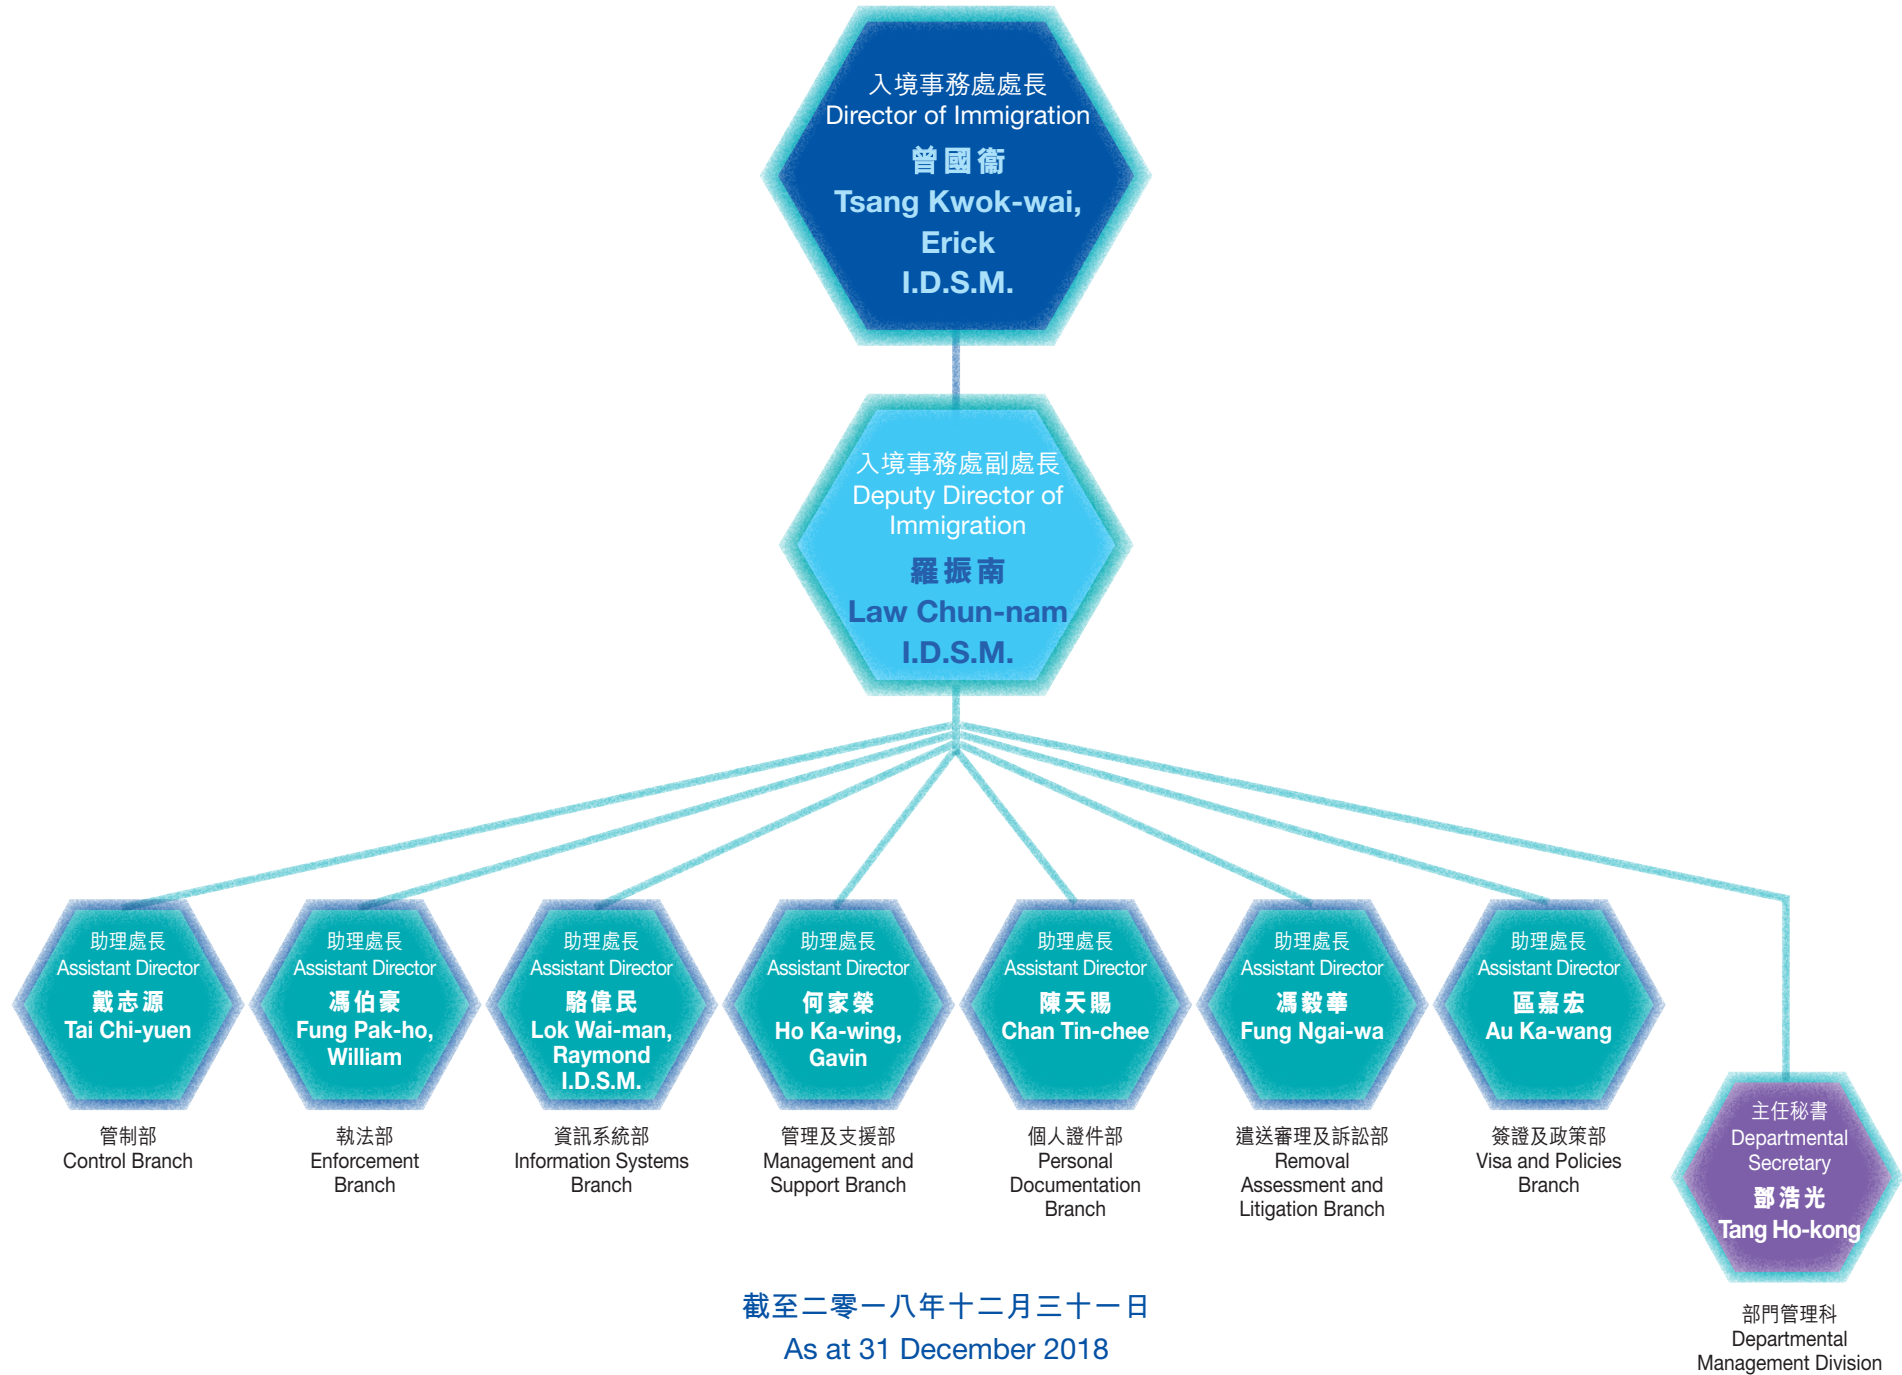 入境事務處處長
Director of Immigration
曾國衞
Tsang Kwok-wai,
Erick
I.D.S.M.
入境事務處副處長
Deputy Director of
Immigration
羅振南
Law Chun-nam
I.D.S.M.
助理處長
Assistant Director
戴志源
Tai Chi-yuen
管制部
Control Branch
助理處長
Assistant Director
馮伯豪
Fung Pak-ho,
William
執法部
Enforcement
Branch
助理處長
Assistant Director
駱偉民
Lok Wai-man,
Raymond
I.D.S.M.
資訊系統部
Information Systems
Branch
助理處長
Assistant Director
何家榮
Ho Ka-wing,
Gavin
管理及支援部
Management and
Support Branch
助理處長
Assistant Director
陳天賜
Chan Tin-chee
個人證件部
Personal
Documentation
Branch
助理處長
Assistant Director
馮毅華
Fung Ngai-wa
遣送審理及訴訟部
Removal
Assessment and
Litigation Branch
助理處長
Assistant Director
區嘉宏
Au Ka-wang
簽證及政策部
Visa and Policies
Branch
主任秘書
Departmental
Secretary
鄧浩光
Tang Ho-kong
部門管理科
Departmental
Management Division
截至二零一八年十二月三十一日
As at 31 December 2018